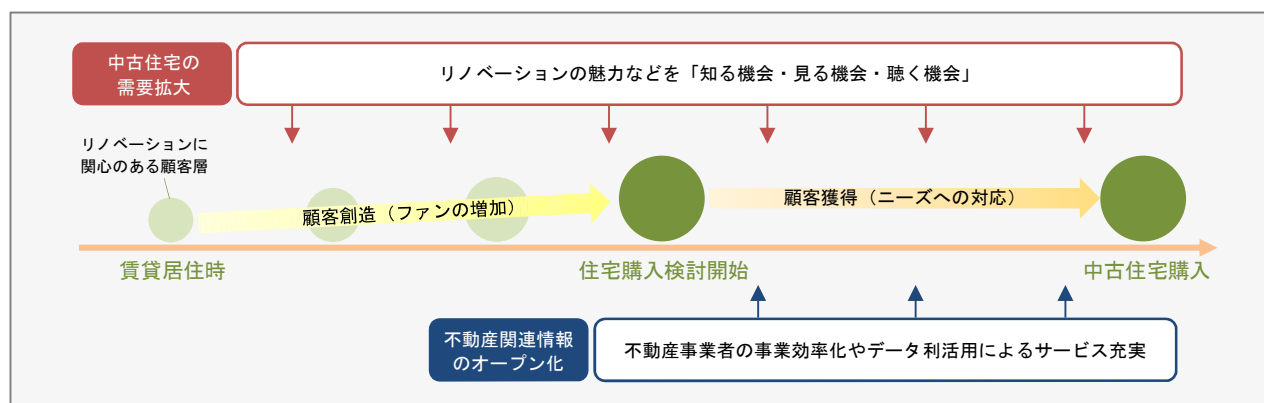 中古住宅の
需要拡大
リノベーションの魅力などを「知る機会・見る機会・聴く機会」
リノベーションに
関心のある顧客層
顧客創造（ファンの増加）
顧客獲得（ニーズへの対応）
賃貸居住時
住宅購入検討開始
中古住宅購入
不動産関連情報
のオープン化
不動産事業者の事業効率化やデータ利活用によるサービス充実